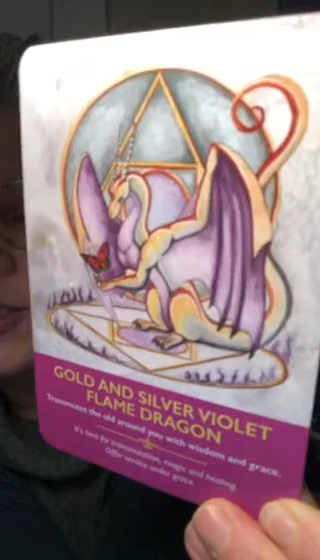 GOLD AND SILVER VIOLET
FLAME DRAGON
Transmutes the old around you with wisdom and grace.
It's time for transmutation, magic and healing.
Offer service under grace.